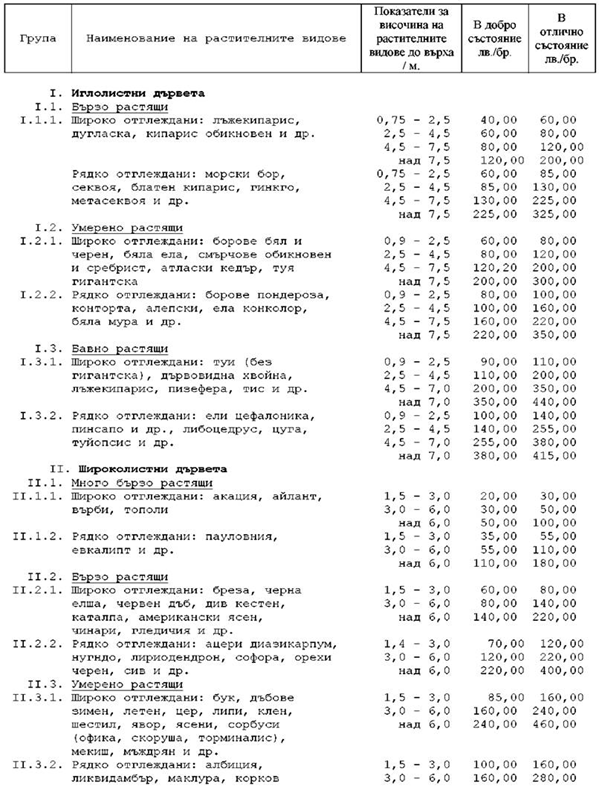 Група Наименование на растителните видове Показатели за височина на растителните видове до върха / м. В добро състояние лв./бр. В отлично състояние лв./бр.
I. Иглолистни дървета
I.1. Бързо растящи
I.1.1. Широко отглеждани: лъжекипарис, 0,75 - 2,5 40,00 60,00
дугласка, кипарис обикновен и др. 2,5 - 4,5 60,00 80,00
4,5 - 7,5 80,00 120,00
над 7,5 120,00 200,00
Рядко отглеждани: морски бор, 0,75 - 2,5 60,00 85,00
секвоя, блатен кипарис, гинкго, 2,5 - 4,5 85,00 130,00
метасеквоя и др. 4,5 - 7,5 130,00 225,00
над 7,5 225,00 325,00
I.2. Умерено растящи
I.2.1. Широко отглеждани: борове бял и 0,9 - 2,5 60,00 80,00
черен, бяла ела, смърчове обикновен 2,5 - 4,5 80,00 120,00
и сребрист, атласки кедър, туя 4,5 - 7,5 120,20 200,00
гигантска над 7,5 200,00 300,00
I.2.2. Рядко отглеждани: борове пондероза, 0,9 - 2,5 80,00 100,00
конторта, алепски, ела конколор, 2,5 - 4,5 100,00 160,00
бяла мура и др. 4,5 - 7,5 160,00 220,00
над 7,5 220,00 350,00
I.3. Бавно растящи
I.3.1. Широко отглеждани: туи (без 0,9 - 2,5 90,00 110,00
гигантска), дървовидна хвойна, 2,5 - 4,5 110,00 200,00
лъжекипарис, пизефера, тис и др. 4,5 - 7,0 200,00 350,00
над 7,0 350,00 440,00
I.3.2. Рядко отглеждани: ели цефалоника, 0,9 - 2,5 100,00 140,00
пинсапо и др., либоцедрус, цуга, 2,5 - 4,5 140,00 255,00
туйопсис и др. 4,5 - 7,0 255,00 380,00
над 7,0 380,00 415,00
II. Широколистни дървета
II.1. Много бързо растящи
II.1.1. Широко отглеждани: акация, айлант, 1,5 - 3,0 20,00 30,00
върби, тополи 3,0 - 6,0 30,00 50,00
над 6,0 50,00 100,00
II.1.2. Рядко отглеждани: пауловния, 1,5 - 3,0 35,00 55,00
евкалипт и др. 3,0 - 6,0 55,00 110,00
над 6,0 110,00 180,00
II.2. Бързо растящи
II.2.1. Широко отглеждани: бреза, черна 1,5 - 3,0 60,00 80,00
елша, червен дъб, див кестен, 3,0 - 6,0 80,00 140,00
каталпа, американски ясен, над 6,0 140,00 220,00
чинари, гледичия и др.
II.2.2. Рядко отглеждани: ацери диазикарпум, 1,4 - 3,0 70,00 120,00
нугндо, лириодендрон, софора, орехи 3,0 - 6,0 120,00 220,00
черен, сив и др. над 6,0 220,00 400,00
II.3. Умерено растящи
II.3.1. Широко отглеждани: бук, дъбове 1,5 - 3,0 85,00 160,00
зимен, летен, цер, липи, клен, 3,0 - 6,0 160,00 240,00
шестил, явор, ясени, сорбуси над 6,0 240,00 460,00
(офика, скоруша, торминалис),
мекиш, мъждрян и др.
II.3.2. Рядко отглеждани: албиция, 1,5 - 3,0 100,00 160,00
ликвидамбър, маклура, корков 3,0 - 6,0 160,00 280,00